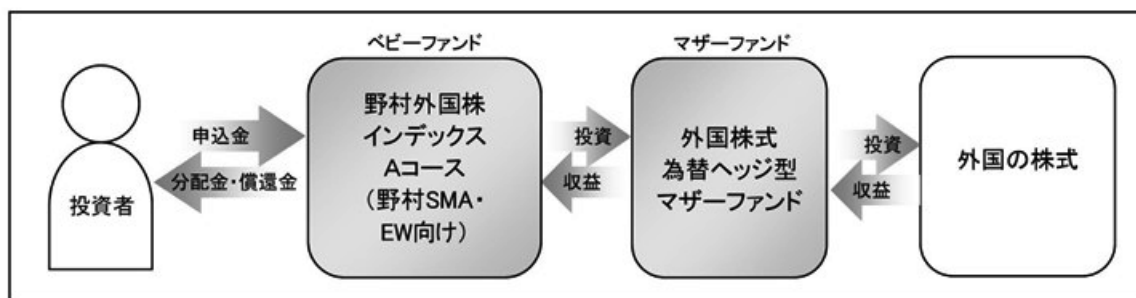 ベビーファンド
マザーファンド
投資者
申込金
分配金・償還金
野村外国株
インデックス
Aコース
(野村SMA・
EW向け)
投資
収益
外国株式
為替ヘッジ型
マザーファンド
投資
収益
外国の株式